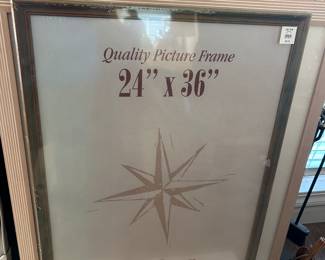 Quality Picture Frame
24" x 36"